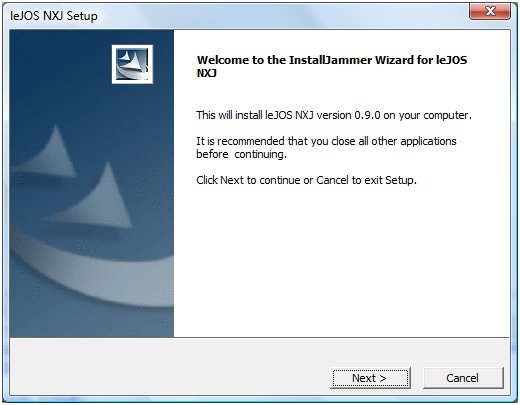 leJOS NXJ Setup
Welcome to the InstallJammer Wizard for leJOS
NXJ
This will install leJOS NXJ version 0.9.0 on your computer.
It is recommended that you close all other applications
before  continuing.
Click Next to continue or Cancel to exit Setup.
Next >
Cancel